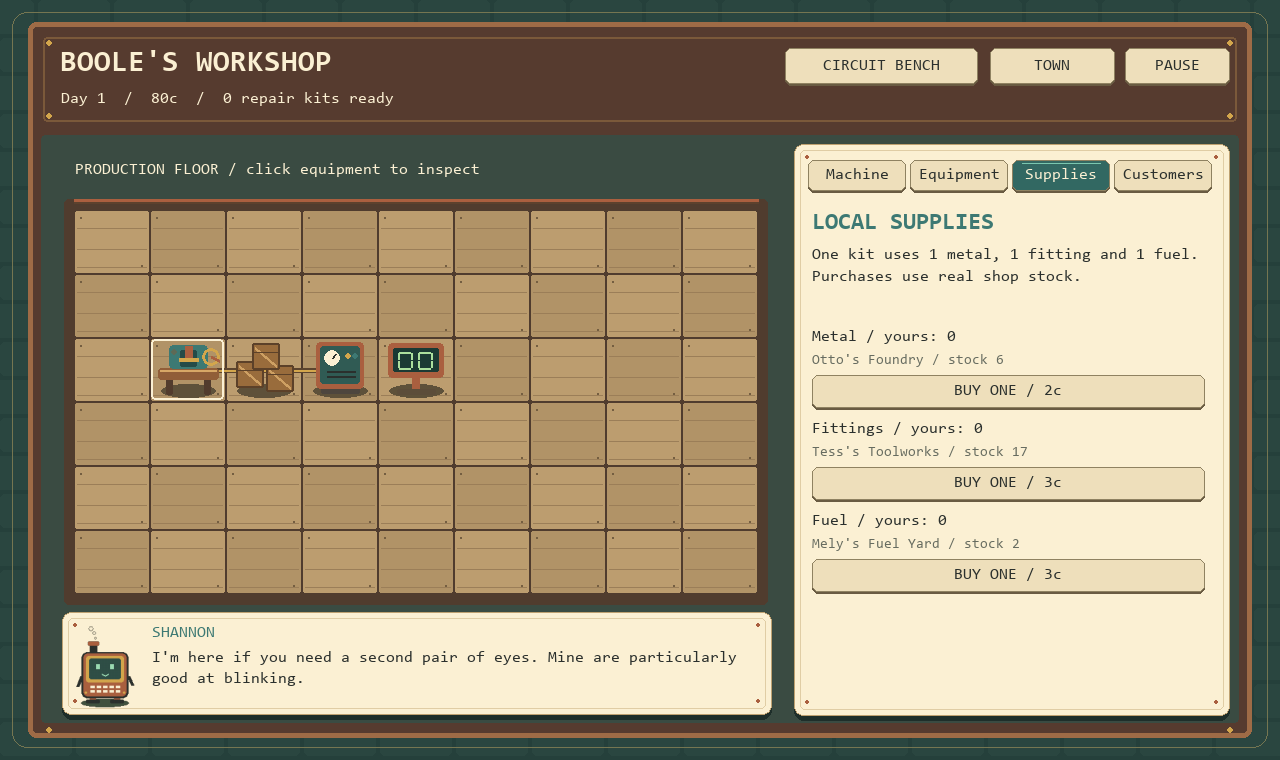 BOOLE'S WORKSHOP
Day 1 / 80c / 0 repair kits ready
CIRCUIT BENCH
TOWN
PAUSE
PRODUCTION FLOOR / click equipment to inspect
00
SHANNON
I'm here if you need a second pair of eyes. Mine are particularly
good at blinking.
Machine
Equipment
Supplies
Customers
LOCAL SUPPLIES
One kit uses 1 metal, 1 fitting and 1 fuel.
Purchases use real shop stock.
Metal / yours: 0
Otto's Foundry / stock 6
BUY ONE / 2c
Fittings / yours: 0
Tess's Toolworks / stock 17
BUY ONE / 3c
Fuel / yours: 0
Mely's Fuel Yard / stock 2
BUY ONE / 3c